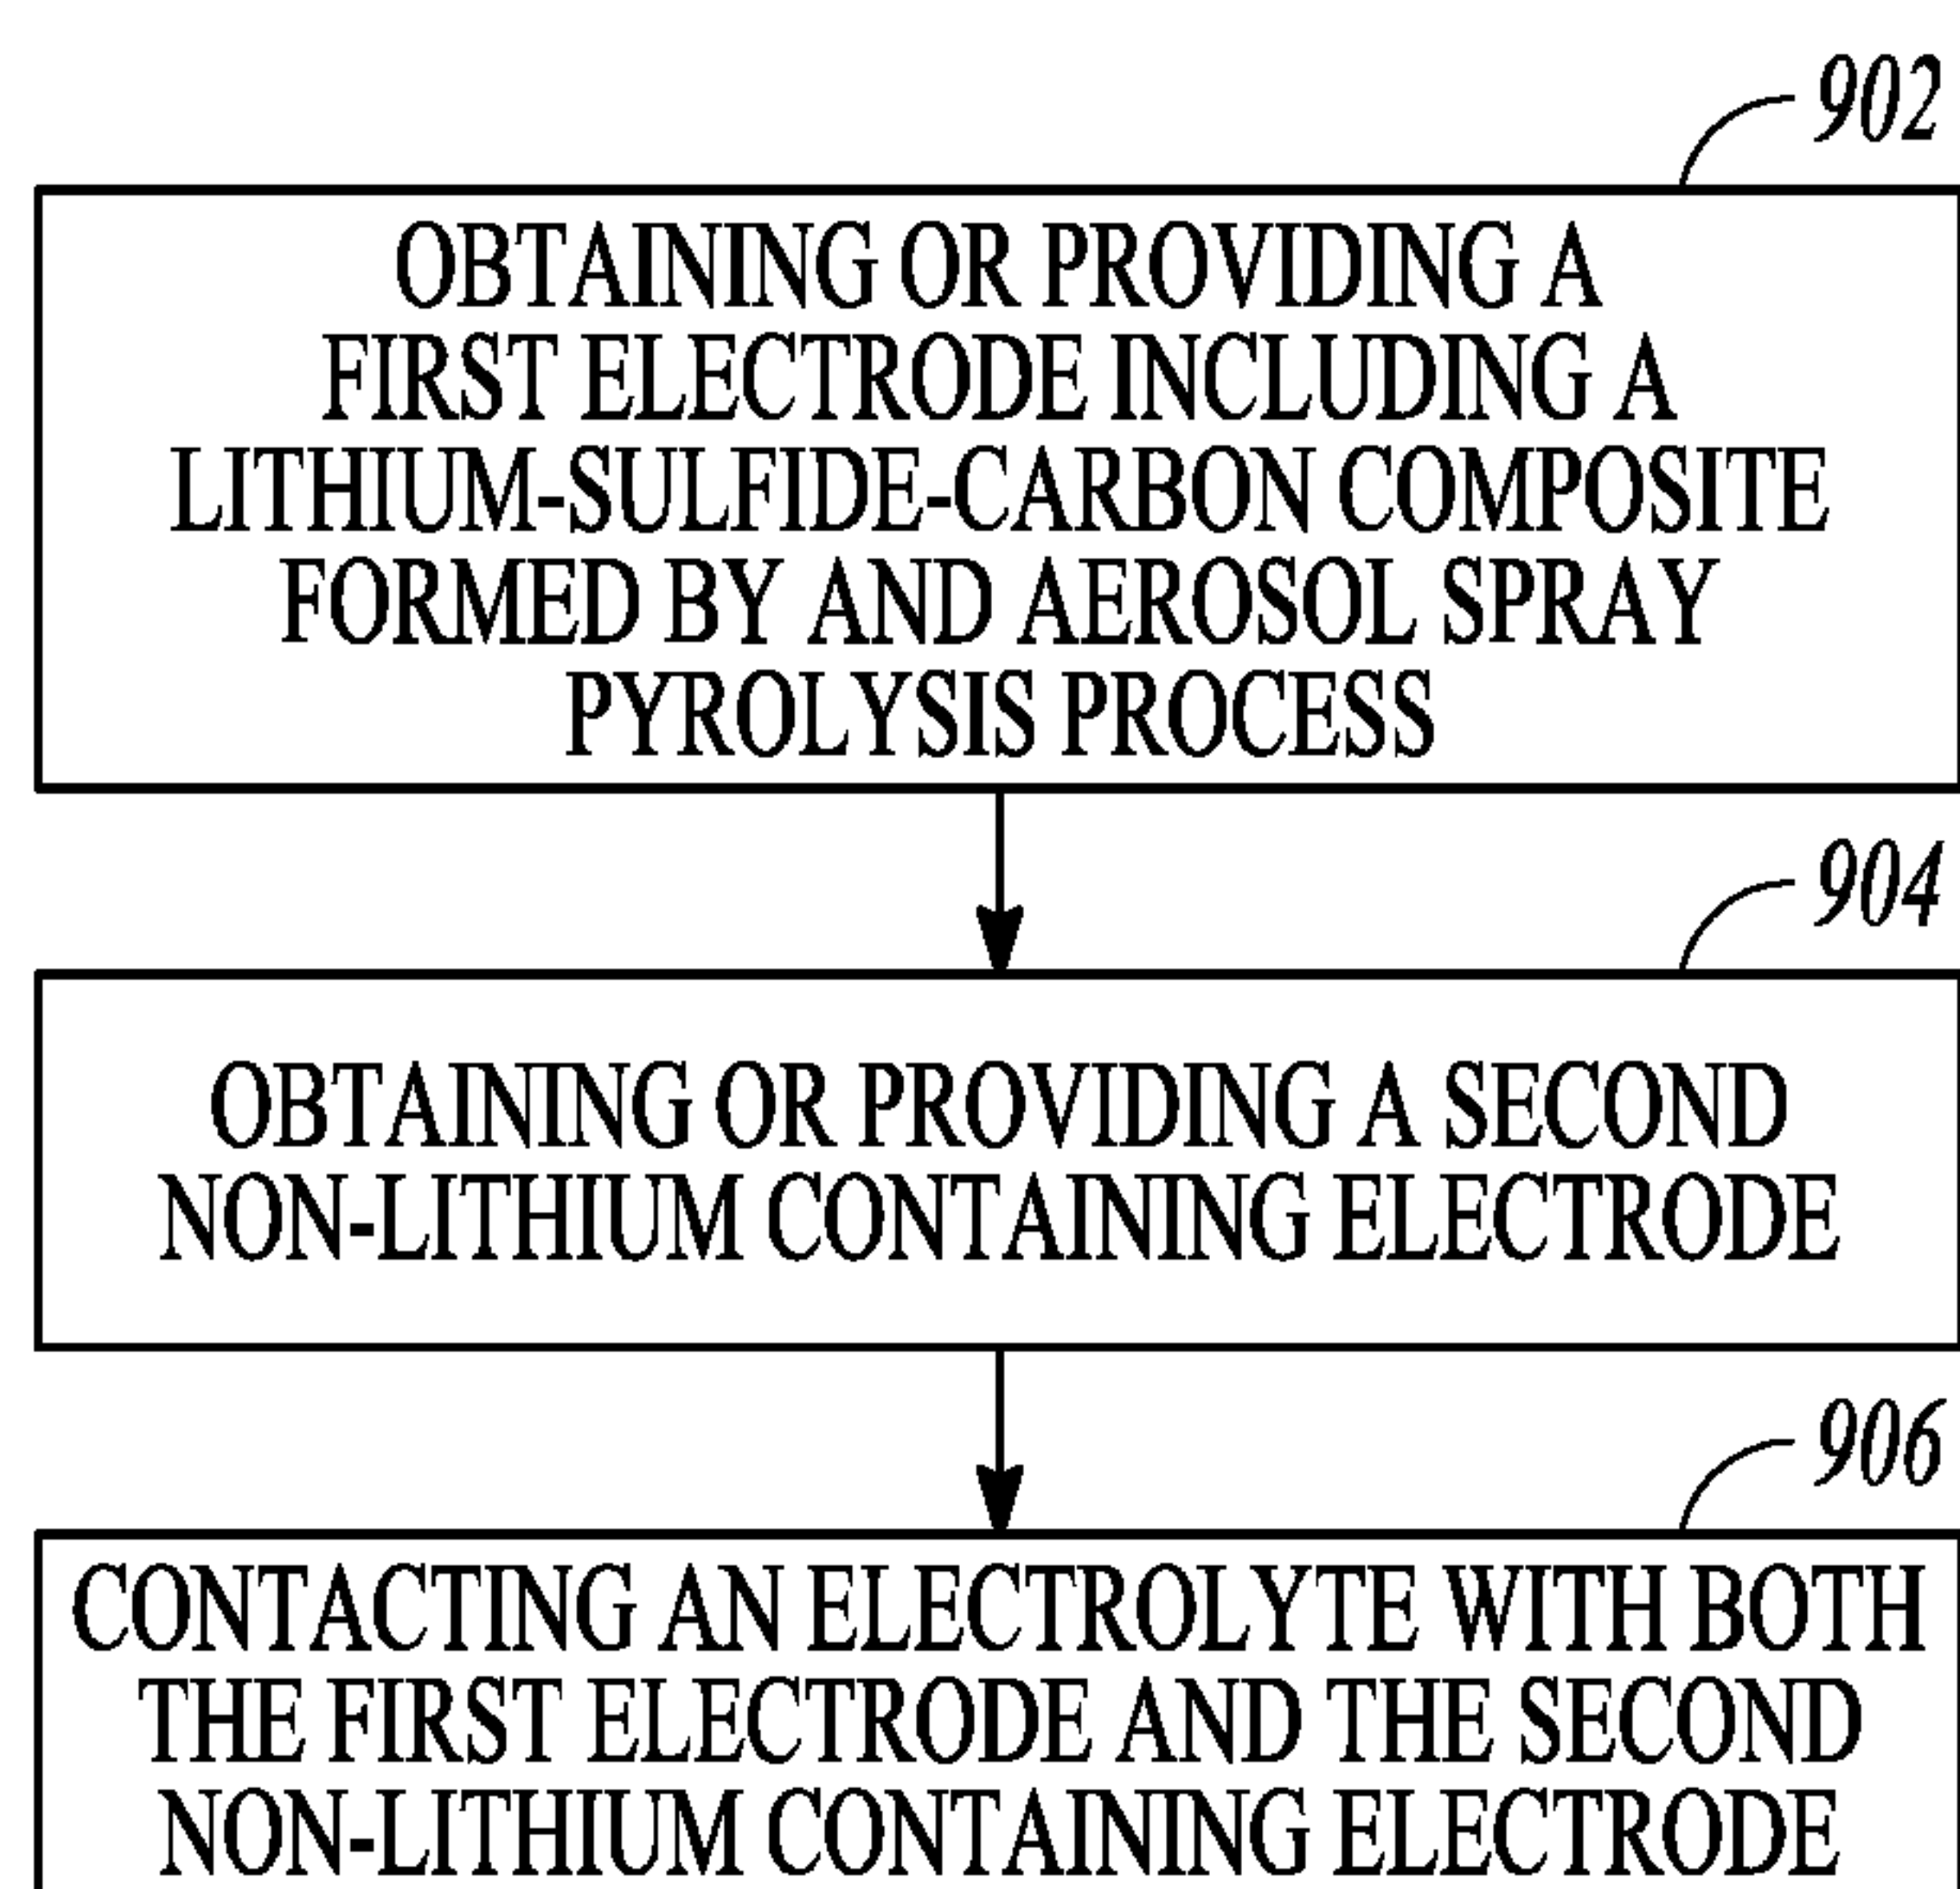 902
OBTAINING OR PROVIDING A
FIRST ELECTRODE INCLUDING A
LITHIUM-SULFIDE-CARBON COMPOSITE
FORMED BY AND AEROSOL SPRAY
PYROLYSIS PROCESS
904
OBTAINING OR PROVIDING A SECOND
NON-LITHIUM CONTAINING ELECTRODE
906
CONTACTING AN ELECTROLYTE WITH BOTH
THE FIRST ELECTRODE AND THE SECOND
NON-LITHIUM CONTAINING ELECTRODE